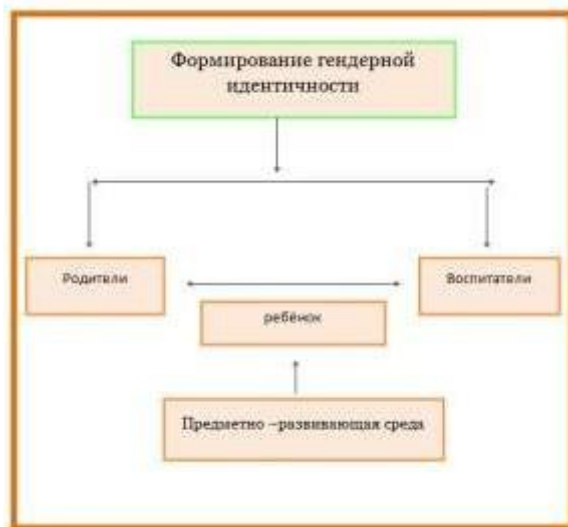 Формирование гендерной
идентичности
Родители
Воспитатели
ребёнок
Предметно –развивающая среда